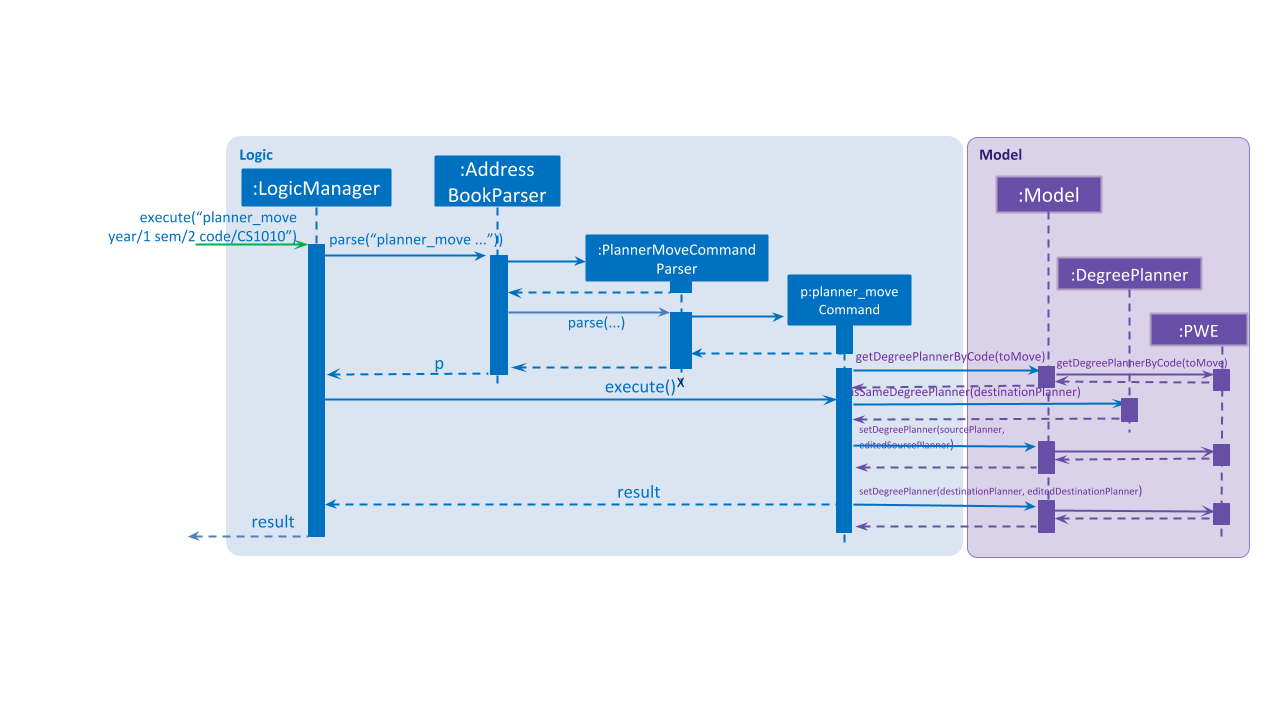 Logic
Model
:Address
BookParser
:LogicManager
:Model
execute(“planner_move
year/1 sem/2 code/CS1010”)
parse(“planner_move …”))
:PlannerMoveCommand
Parser
:DegreePlanner
p:planner_move
Command
parse(...)
:PWE
getDegreePlannerByCode(toMove)
getDegreePlannerByCode(toMove)
p
execute()
X
isSameDegreePlanner(destinationPlanner)
setDegreePlanner(sourcePlanner,
editedSourcePlanner)
result
setDegreePlanner(destinationPlanner, editedDestinationPlanner)
result